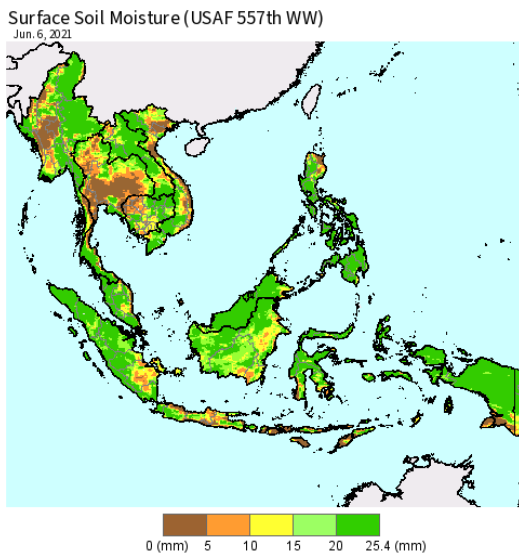 Surface Soil Moisture (USAF 557th WW)
Jun. 6, 2021
0 (mm) 5 10 15 20 25.4 (mm)